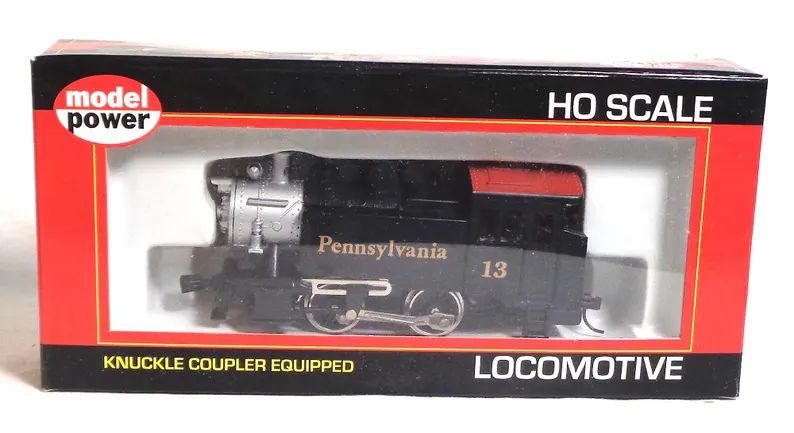 model
power
HO SCALE
Pennsylvania
13
KNUCKLE COUPLER EQUIPPED
LOCOMOTIVE